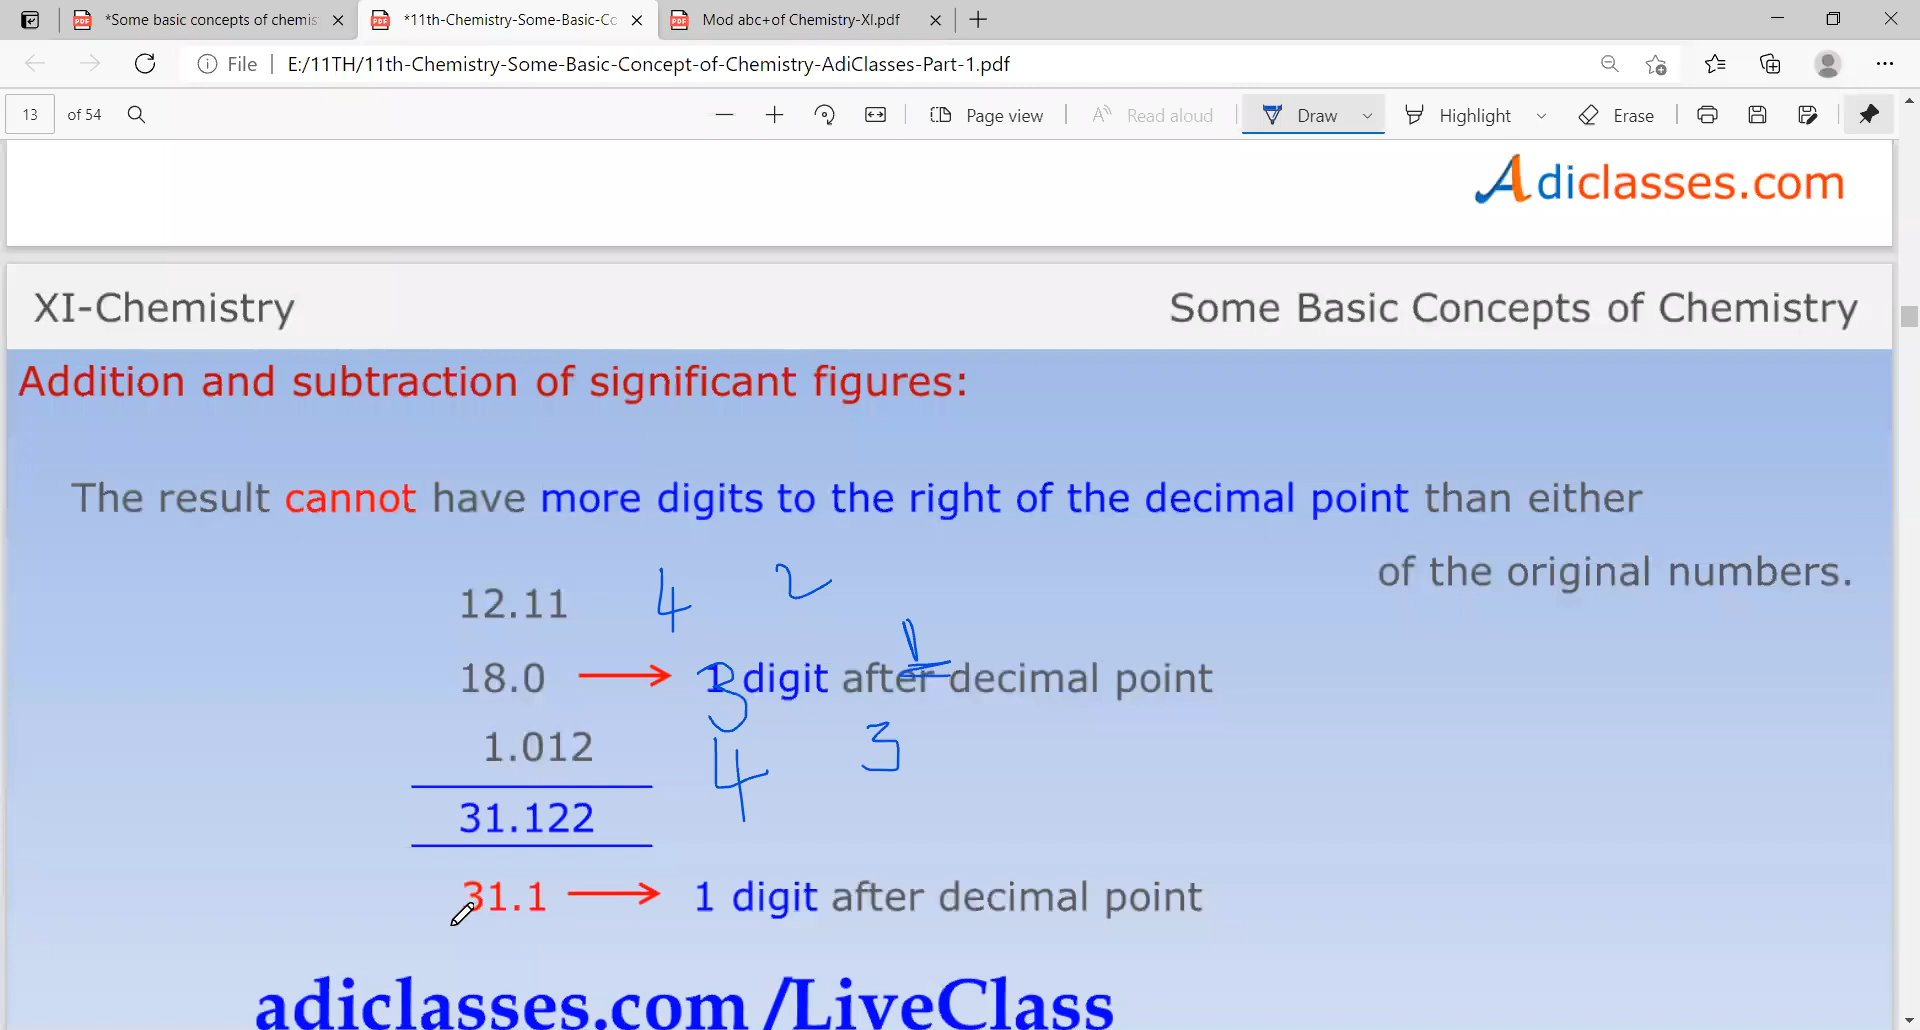 *Some basic concepts of chemis
*11th-Chemistry-Some-Basic-Co
Mod abc+of Chemistry-XI.pdf
File
E:/11TH/11th-Chemistry-Some-Basic-Concept-of-Chemistry-AdiClasses-Part-1.pdf
13 of 54
Page view
Read aloud
Draw
Highlight
Erase
Adiclasses.com
XI-Chemistry
Some Basic Concepts of Chemistry
Addition and subtraction of significant figures:
The result cannot have more digits to the right of the decimal point than either
of the original numbers.
12.11 4 2
1
18.0 → 1 digit after decimal point
3
1.012 4 3
31.122
31.1 → 1 digit after decimal point
adiclasses.com /LiveClass